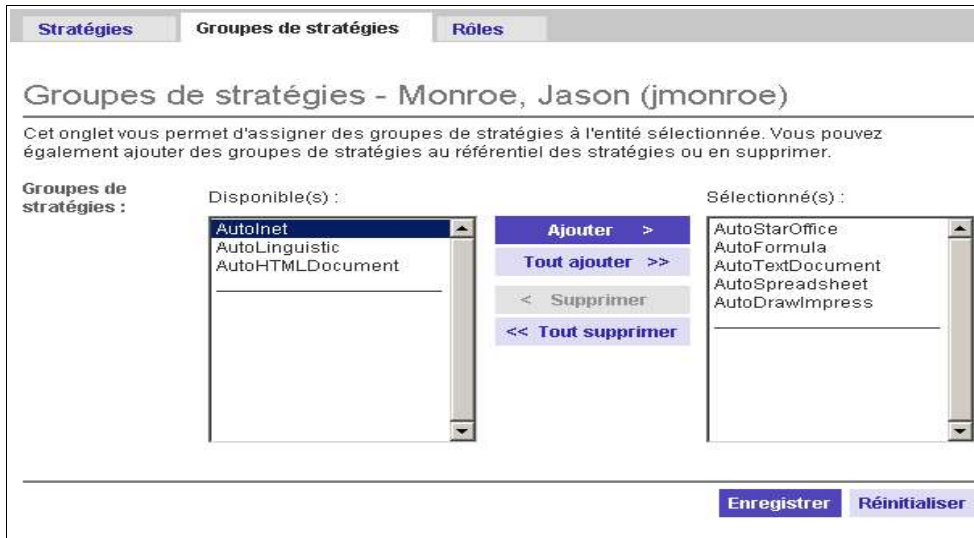 Stratégies
Groupes de stratégies
Rôles
Groupes de stratégies - Monroe, Jason (jmonroe)
Cet onglet vous permet d'assigner des groupes de stratégies à l'entité sélectionnée. Vous pouvez
également ajouter des groupes de stratégies au référentiel des stratégies ou en supprimer.
Groupes de
stratégies :
Disponible(s) :
AutoInet
AutoLinguistic
AutoHTMLDocument
Ajouter >
Tout ajouter >>
< Supprimer
<< Tout supprimer
Sélectionné(s) :
AutoStarOffice
AutoFormula
AutoTextDocument
AutoSpreadsheet
AutoDrawImpress
Enregistrer
Réinitialiser